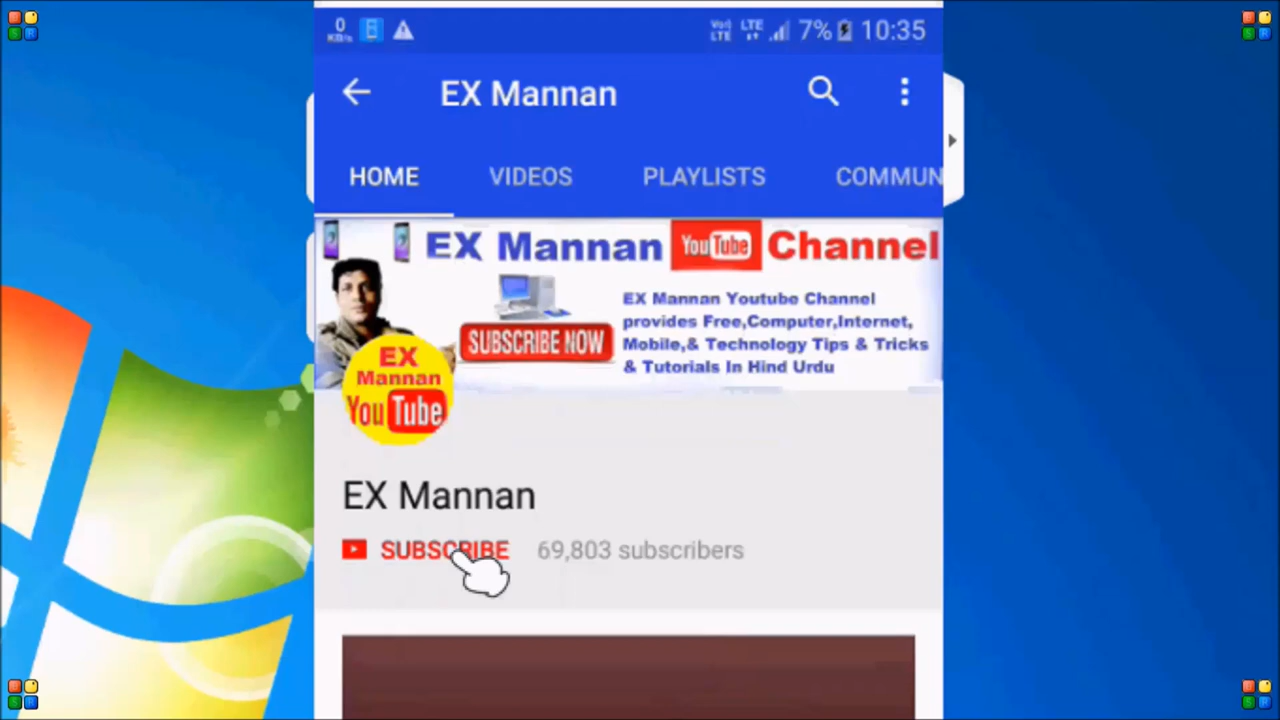 0 KB/s VoI LTE LTE 7% 10:35
EX Mannan
HOME VIDEOS PLAYLISTS COMMUN
EX Mannan YouTube Channel
EX Mannan Youtube Channel
provides Free,Computer,Internet,
Mobile,& Technology Tips & Tricks
& Tutorials In Hind Urdu
SUBSCRIBE NOW
EX
Mannan
YouTube
EX Mannan
SUBSCRIBE 69,803 subscribers